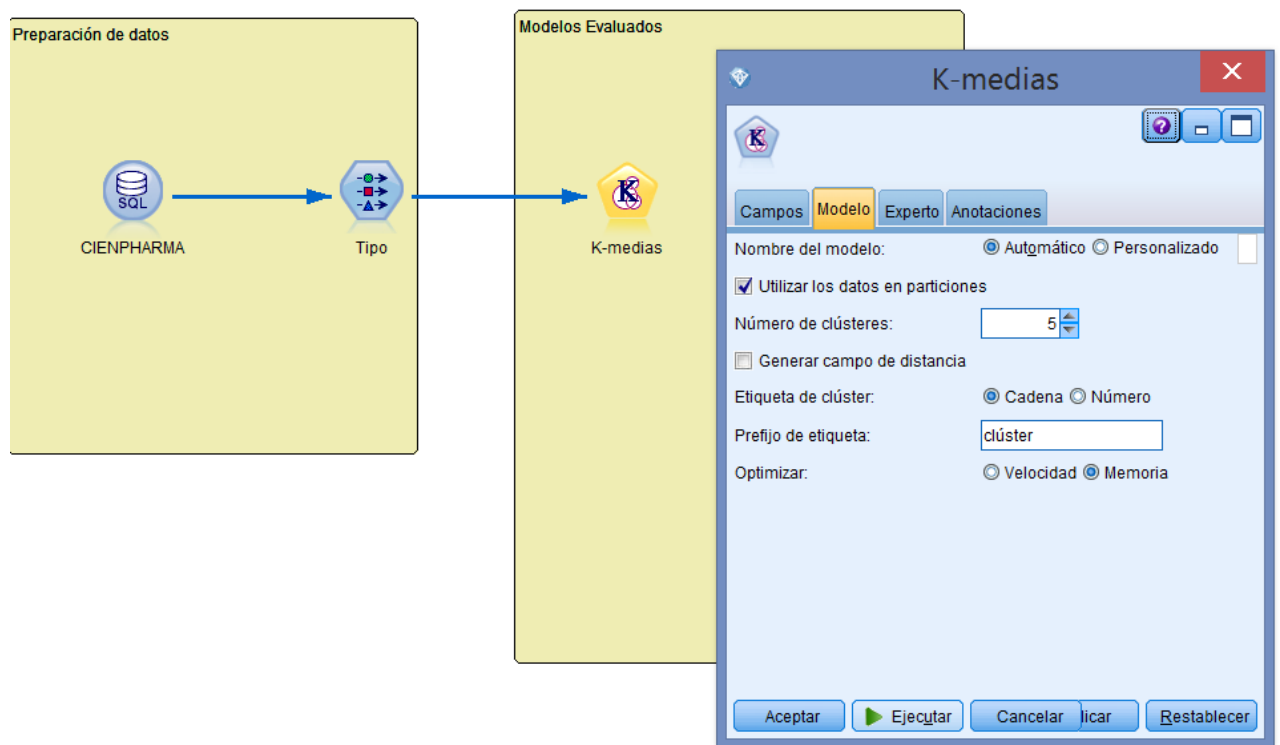 Preparación de datos
SQL
CIENPHARMA
Tipo
Modelos Evaluados
K
K-medias
K-medias
K
Campos Modelo Experto Anotaciones
Nombre del modelo: Automático Personalizado
Utilizar los datos en particiones
Número de clústeres: 5
Generar campo de distancia
Etiqueta de clúster: Cadena Número
Prefijo de etiqueta: clúster
Optimizar: Velocidad Memoria
Aceptar Ejecutar Cancelar licar Restablecer